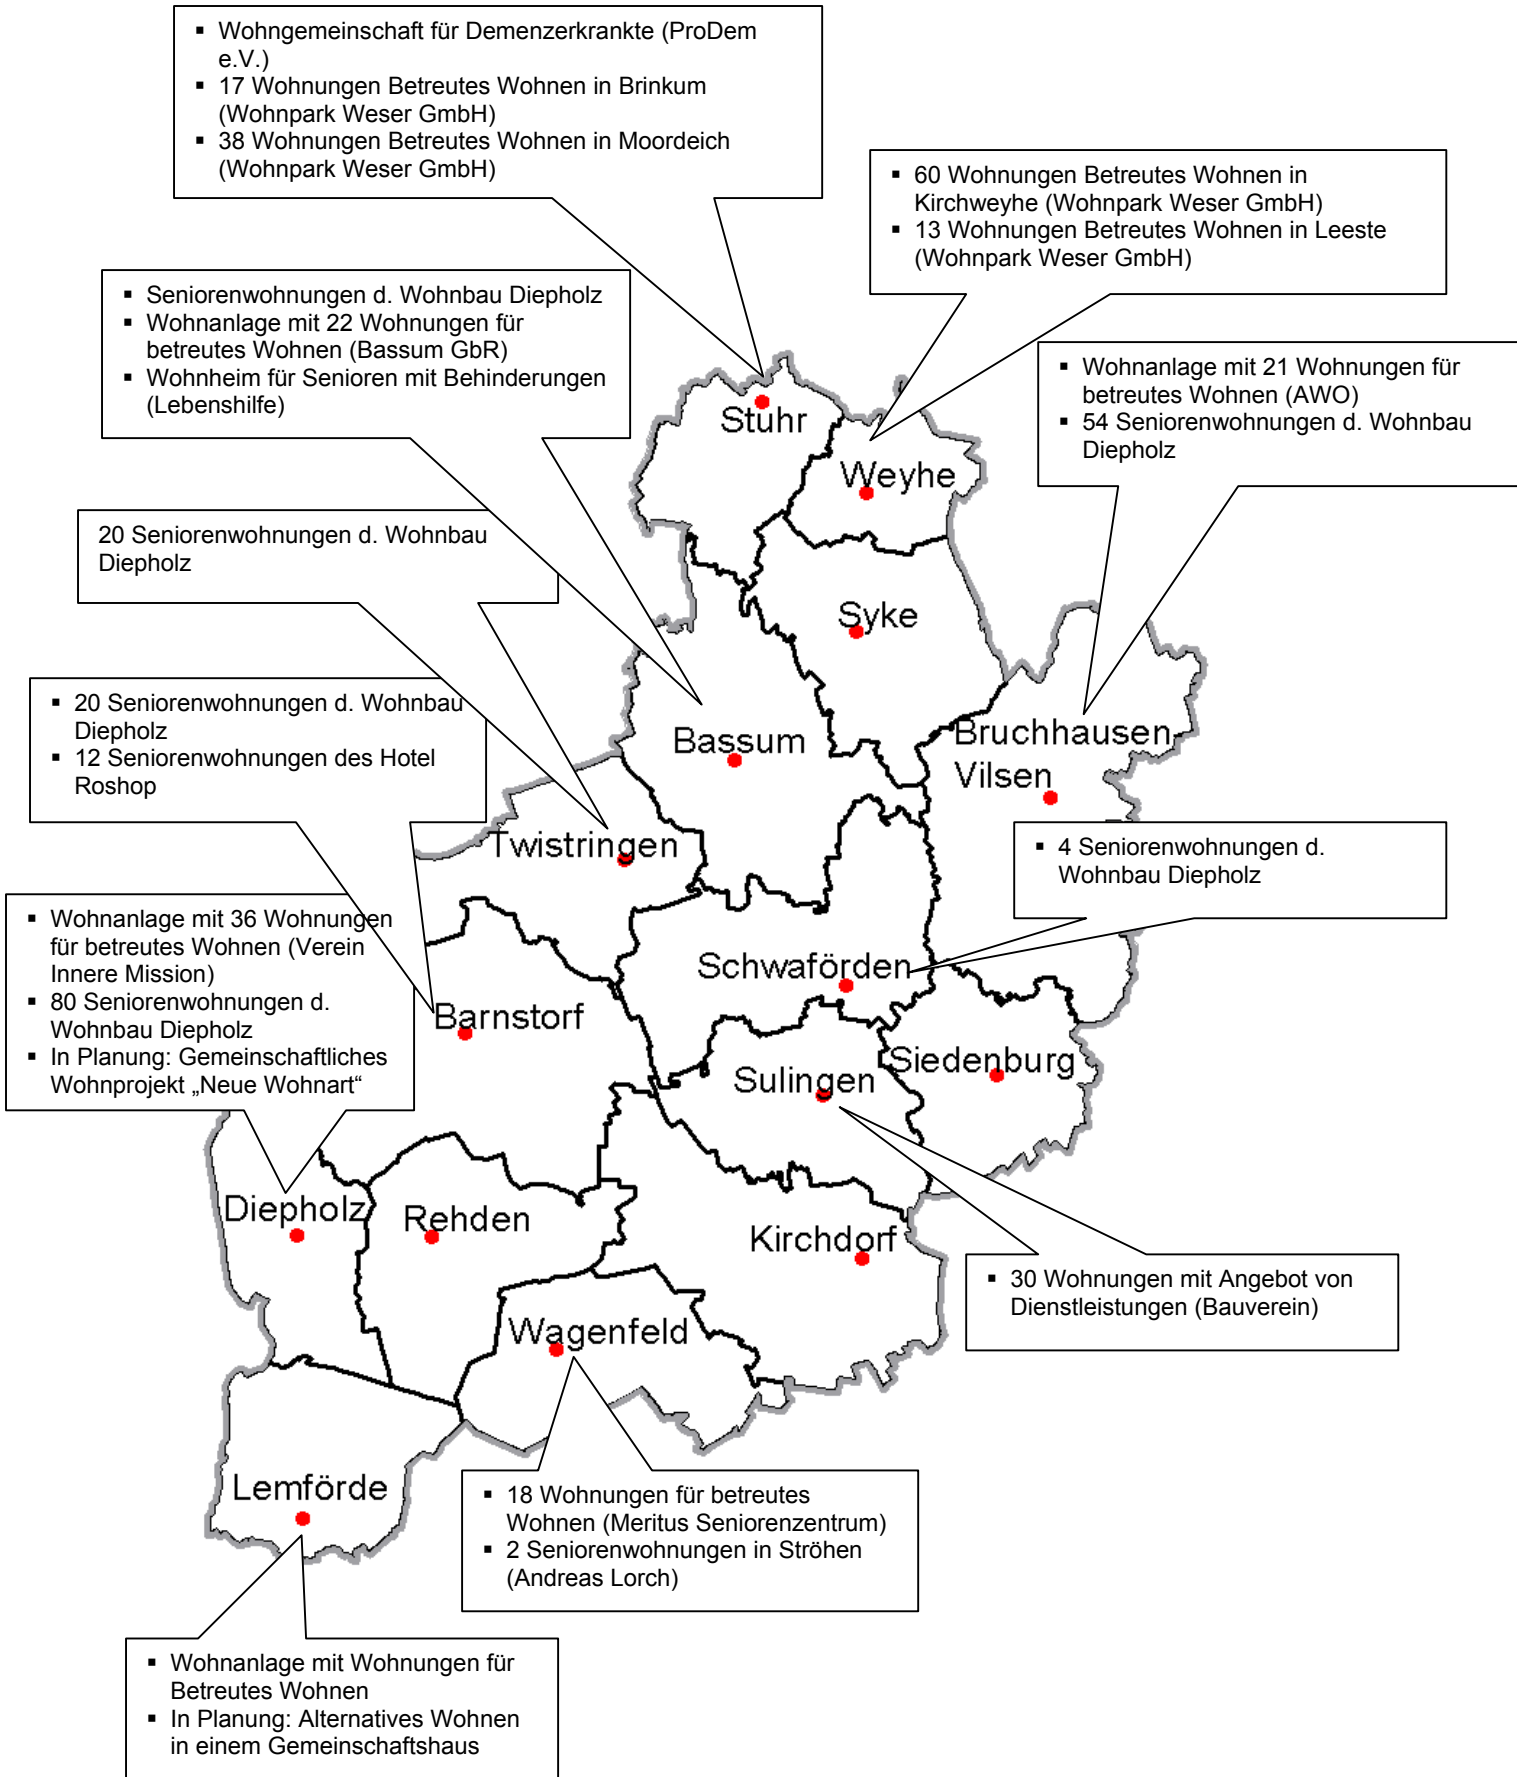 ▪ Wohngemeinschaft für Demenzerkrankte (ProDem
e.V.)
▪ 17 Wohnungen Betreutes Wohnen in Brinkum
(Wohnpark Weser GmbH)
▪ 38 Wohnungen Betreutes Wohnen in Moordeich
(Wohnpark Weser GmbH)
▪ 60 Wohnungen Betreutes Wohnen in
Kirchweyhe (Wohnpark Weser GmbH)
▪ 13 Wohnungen Betreutes Wohnen in Leeste
(Wohnpark Weser GmbH)
▪ Seniorenwohnungen d. Wohnbau Diepholz
▪ Wohnanlage mit 22 Wohnungen für
betreutes Wohnen (Bassum GbR)
▪ Wohnheim für Senioren mit Behinderungen
(Lebenshilfe)
▪ Wohnanlage mit 21 Wohnungen für
betreutes Wohnen (AWO)
▪ 54 Seniorenwohnungen d. Wohnbau
Diepholz
Stuhr
Weyhe
20 Seniorenwohnungen d. Wohnbau
Diepholz
Syke
▪ 20 Seniorenwohnungen d. Wohnbau
Diepholz
▪ 12 Seniorenwohnungen des Hotel
Roshop
Bassum
Bruchhausen
Vilsen
Twistringen
▪ 4 Seniorenwohnungen d.
Wohnbau Diepholz
▪ Wohnanlage mit 36 Wohnungen
für betreutes Wohnen (Verein
Innere Mission)
▪ 80 Seniorenwohnungen d.
Wohnbau Diepholz
▪ In Planung: Gemeinschaftliches
Wohnprojekt „Neue Wohnart“
Schwaförden
Barnstorf
Siedenburg
Sulingen
Diepholz
Rehden
Kirchdorf
▪ 30 Wohnungen mit Angebot von
Dienstleistungen (Bauverein)
Wagenfeld
Lemförde
▪ 18 Wohnungen für betreutes
Wohnen (Meritus Seniorenzentrum)
▪ 2 Seniorenwohnungen in Ströhen
(Andreas Lorch)
▪ Wohnanlage mit Wohnungen für
Betreutes Wohnen
▪ In Planung: Alternatives Wohnen
in einem Gemeinschaftshaus